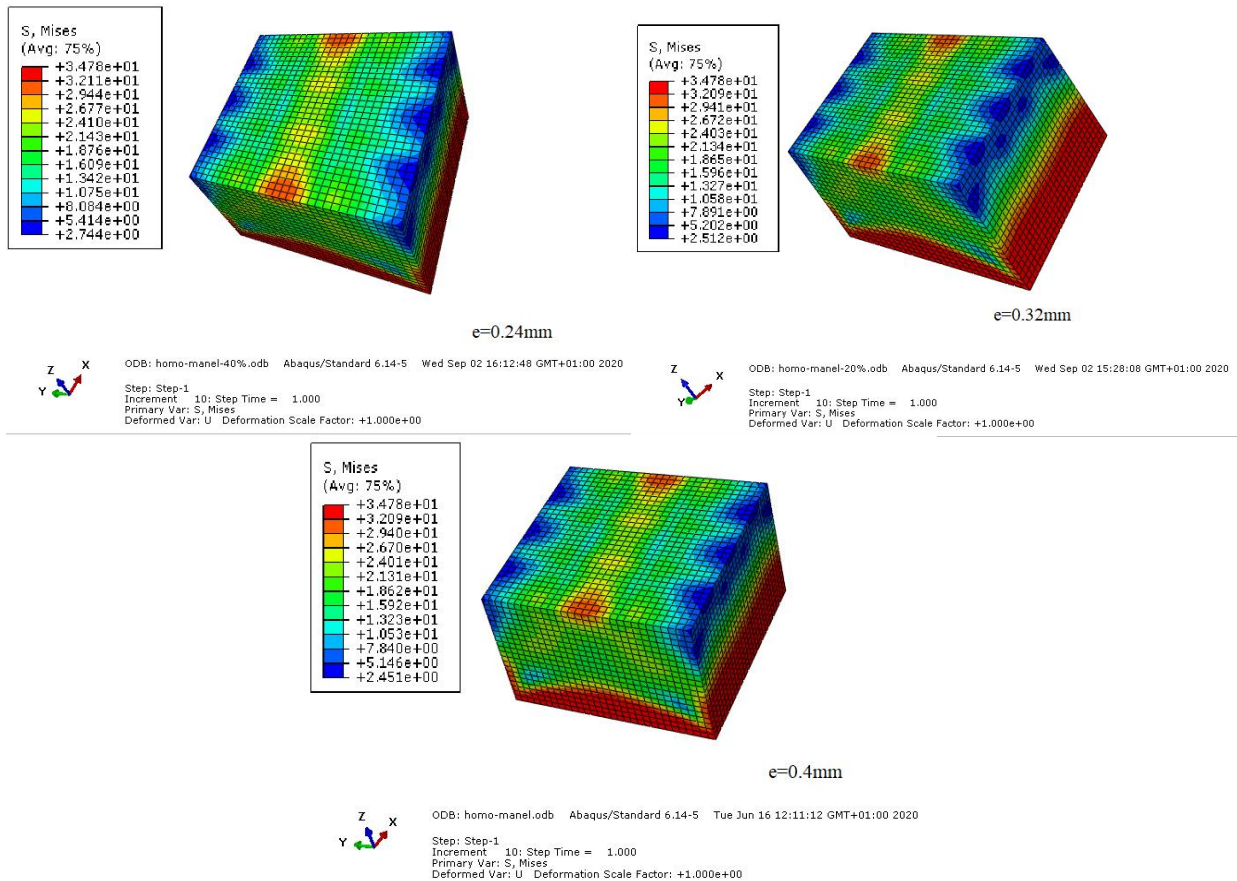 S, Mises
(Avg: 75%)
+3.478e+01
+3.211e+01
+2.944e+01
+2.677e+01
+2.410e+01
+2.143e+01
+1.876e+01
+1.609e+01
+1.342e+01
+1.075e+01
+8.084e+00
+5.414e+00
+2.744e+00
e=0.24mm
Z X
Y
ODB: homo-manel-40%.odb Abaqus/Standard 6.14-5 Wed Sep 02 16:12:48 GMT+01:00 2020
Step: Step-1
Increment 10: Step Time = 1.000
Primary Var: S, Mises
Deformed Var: U Deformation Scale Factor: +1.000e+00
S, Mises
(Avg: 75%)
+3.478e+01
+3.209e+01
+2.941e+01
+2.672e+01
+2.403e+01
+2.134e+01
+1.865e+01
+1.596e+01
+1.327e+01
+1.058e+01
+7.891e+00
+5.202e+00
+2.512e+00
e=0.32mm
Z X
Y
ODB: homo-manel-20%.odb Abaqus/Standard 6.14-5 Wed Sep 02 15:28:08 GMT+01:00 2020
Step: Step-1
Increment 10: Step Time = 1.000
Primary Var: S, Mises
Deformed Var: U Deformation Scale Factor: +1.000e+00
S, Mises
(Avg: 75%)
+3.478e+01
+3.209e+01
+2.940e+01
+2.670e+01
+2.401e+01
+2.131e+01
+1.862e+01
+1.592e+01
+1.323e+01
+1.053e+01
+7.840e+00
+5.146e+00
+2.451e+00
e=0.4mm
Z X
Y
ODB: homo-manel.odb Abaqus/Standard 6.14-5 Tue Jun 16 12:11:12 GMT+01:00 2020
Step: Step-1
Increment 10: Step Time = 1.000
Primary Var: S, Mises
Deformed Var: U Deformation Scale Factor: +1.000e+00